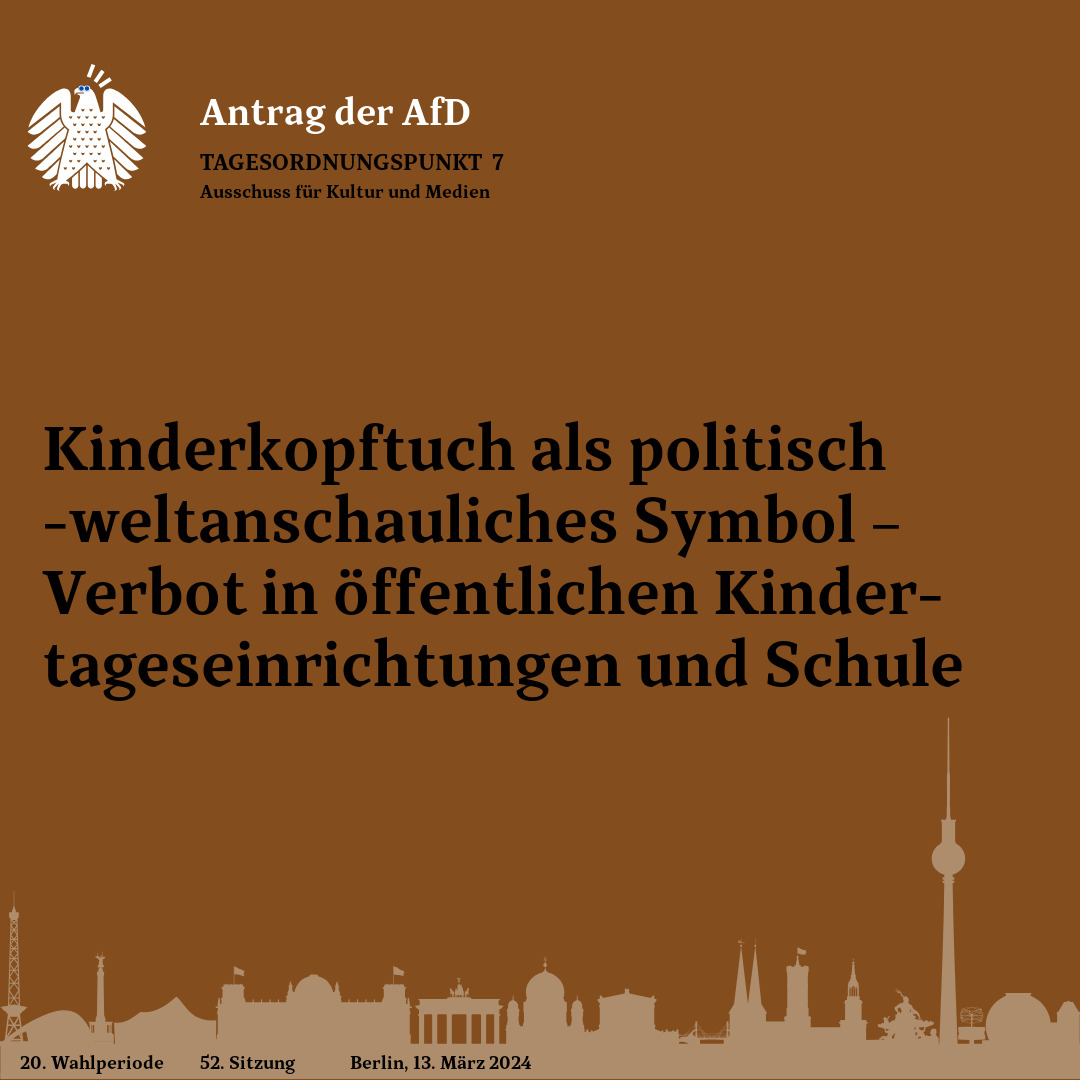 Antrag der AfD
TAGESORDNUNGSPUNKT 7
Ausschuss für Kultur und Medien
Kinderkopftuch als politisch
-weltanschauliches Symbol –
Verbot in öffentlichen Kinder-
tageseinrichtungen und Schule
20. Wahlperiode 52. Sitzung Berlin, 13. März 2024